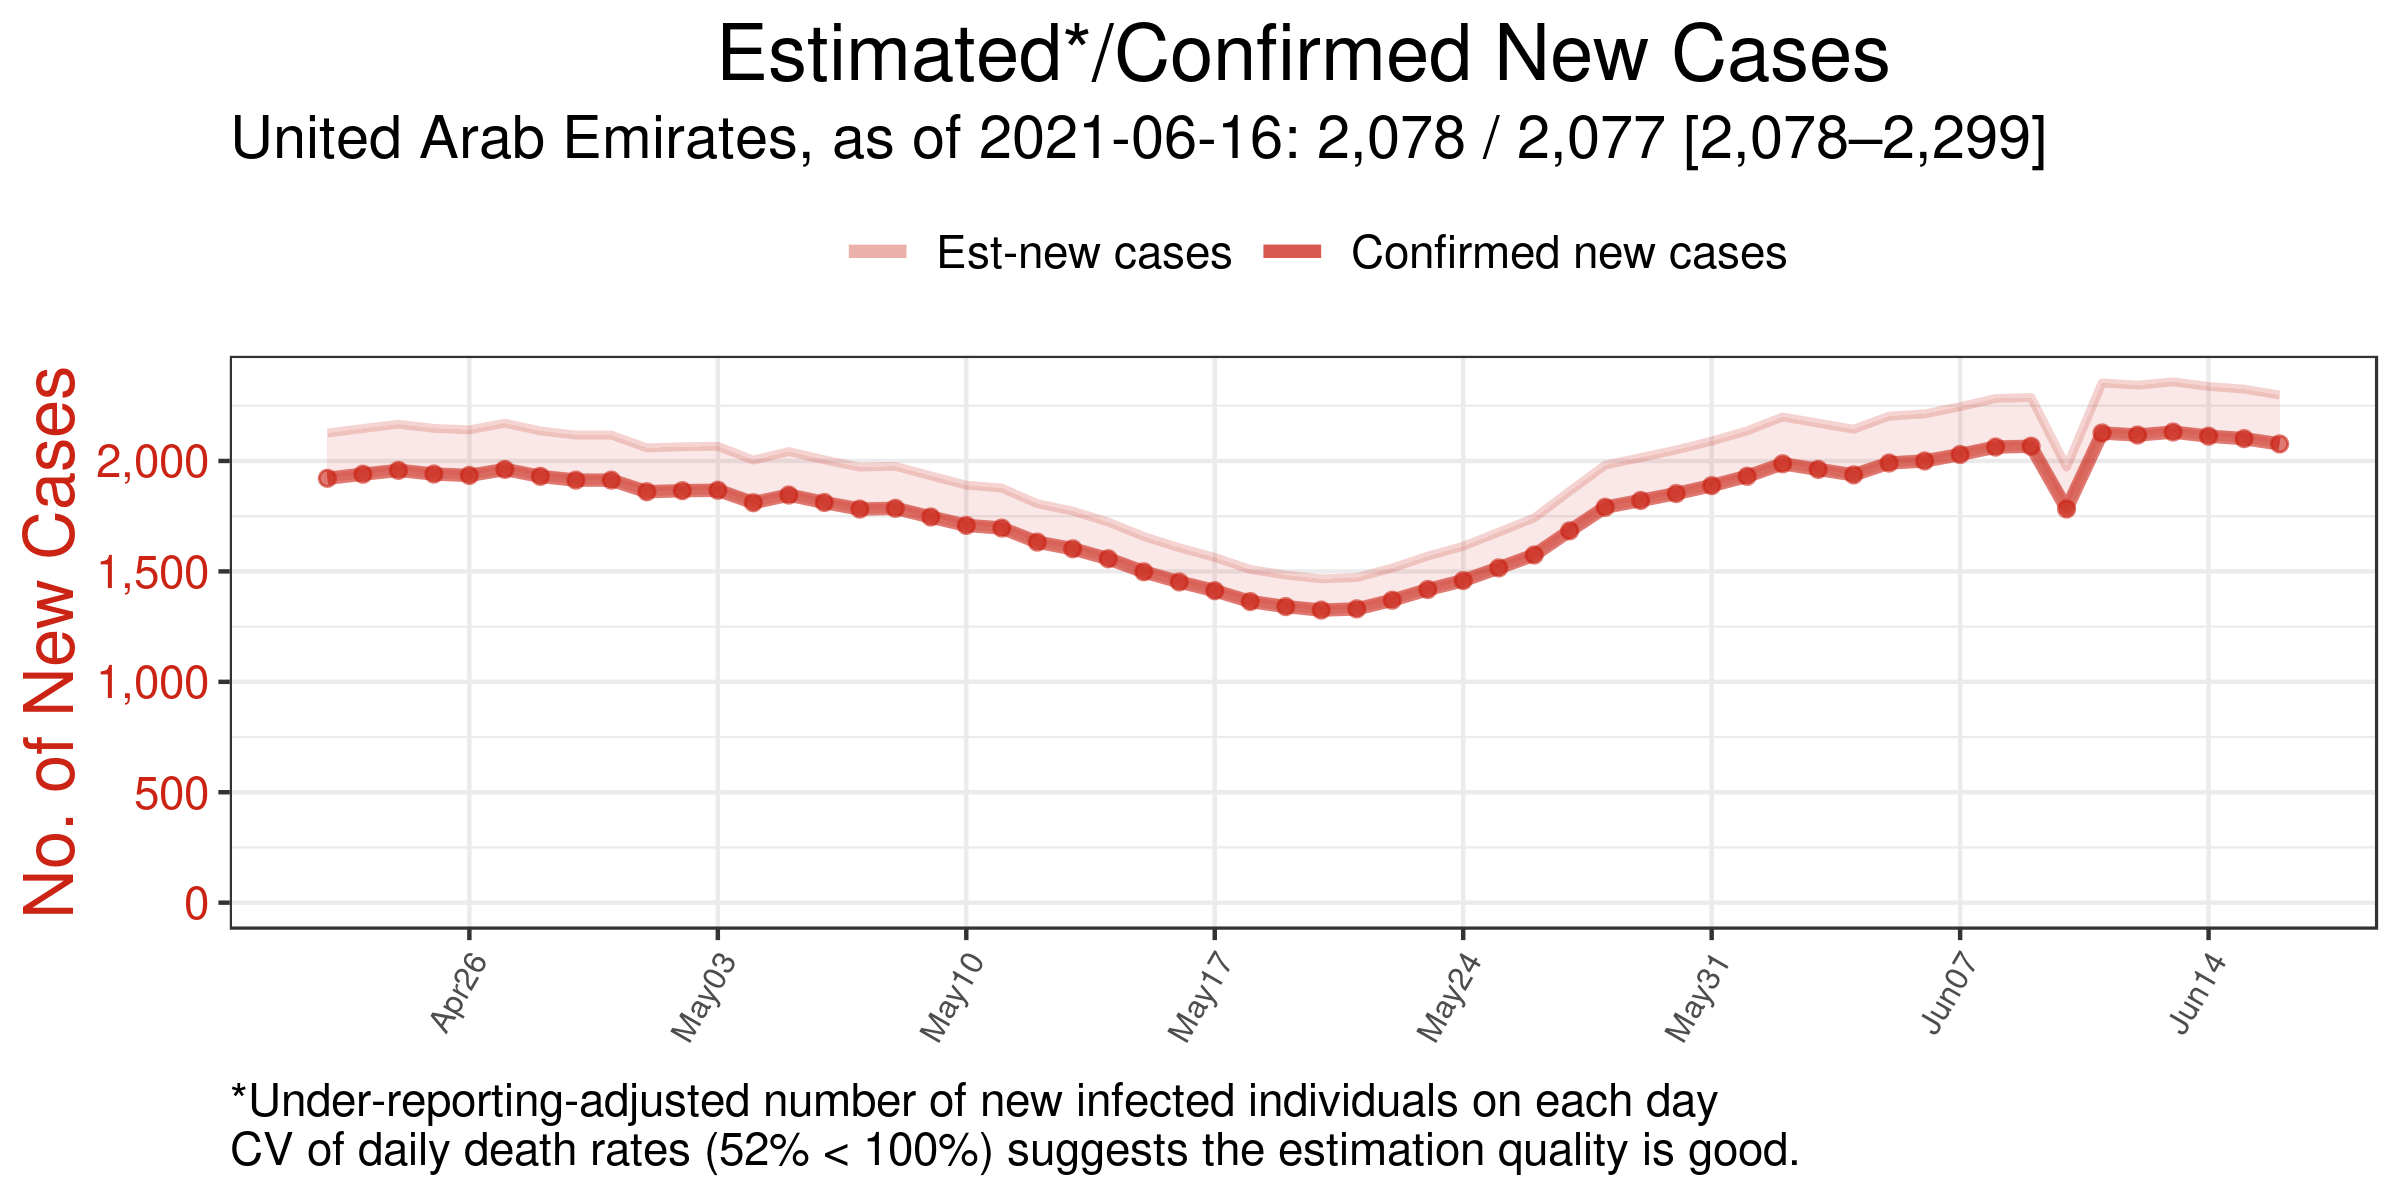 Estimated*/Confirmed New Cases
United Arab Emirates, as of 2021-06-16: 2,078 / 2,077 [2,078–2,299]
Est-new cases
Confirmed new cases
No. of New Cases
2,000
1,500
1,000
500
0
Apr26
May03
May10
May17
May24
May31
Jun07
Jun14
*Under-reporting-adjusted number of new infected individuals on each day
CV of daily death rates (52% < 100%) suggests the estimation quality is good.